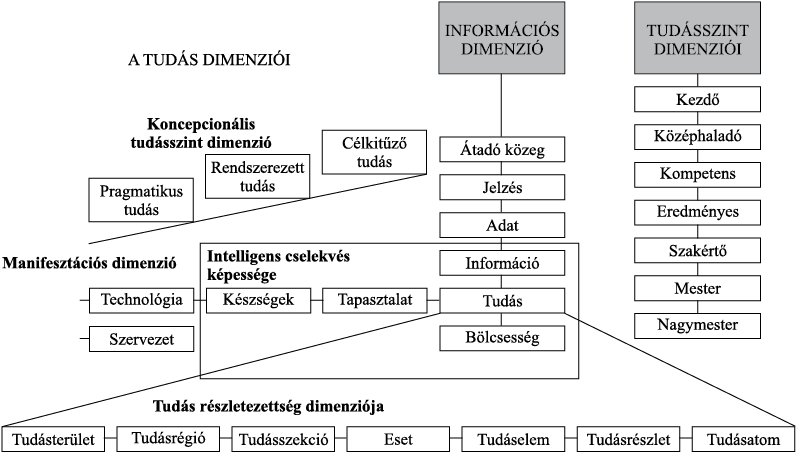 A TUDÁS DIMENZIÓI
INFORMÁCIÓS
DIMENZIÓ
TUDÁSSZINT
DIMENZIÓI
Koncepcionális
tudásszint dimenzió
Pragmatikus
tudás
Rendszerezett
tudás
Célkitűző
tudás
Átadó közeg
Jelzés
Adat
Információ
Tudás
Bölcsesség
Kezdő
Középhaladó
Kompetens
Eredményes
Szakértő
Mester
Nagymester
Manifesztációs dimenzió
Intelligens cselekvés
képessége
Technológia
Készségek
Tapasztalat
Szervezet
Tudás részletezettség dimenziója
Tudásterület
Tudásrégió
Tudásszekció
Eset
Tudáselem
Tudásrészlet
Tudásatom